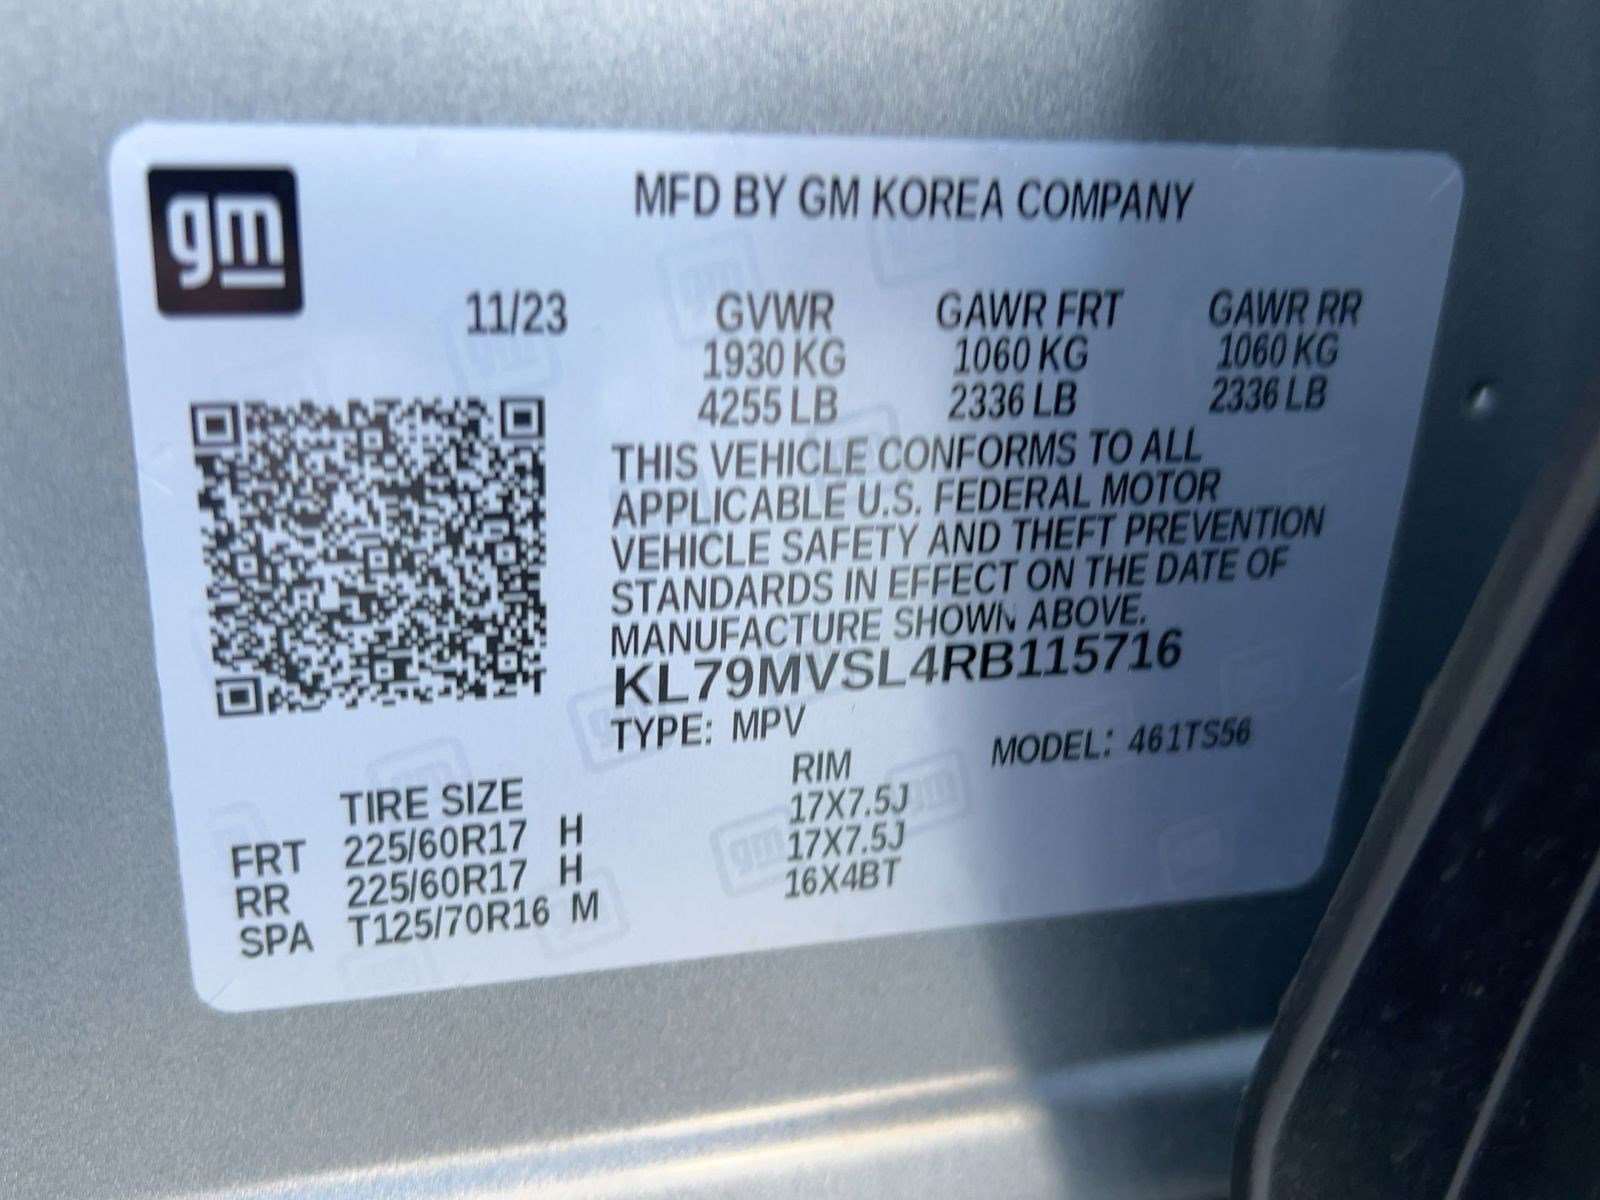 gm
MFD BY GM KOREA COMPANY
11/23 GVWR GAWR FRT GAWR RR
1930 KG 1060 KG 1060 KG
4255 LB 2336 LB 2336 LB
THIS VEHICLE CONFORMS TO ALL
APPLICABLE U.S. FEDERAL MOTOR
VEHICLE SAFETY AND THEFT PREVENTION
STANDARDS IN EFFECT ON THE DATE OF
MANUFACTURE SHOWN ABOVE.
KL79MVSL4RB115716
TYPE: MPV MODEL: 461TS56
TIRE SIZE RIM
FRT 225/60R17 H 17X7.5J
RR 225/60R17 H 17X7.5J
SPA T125/70R16 M 16X4BT